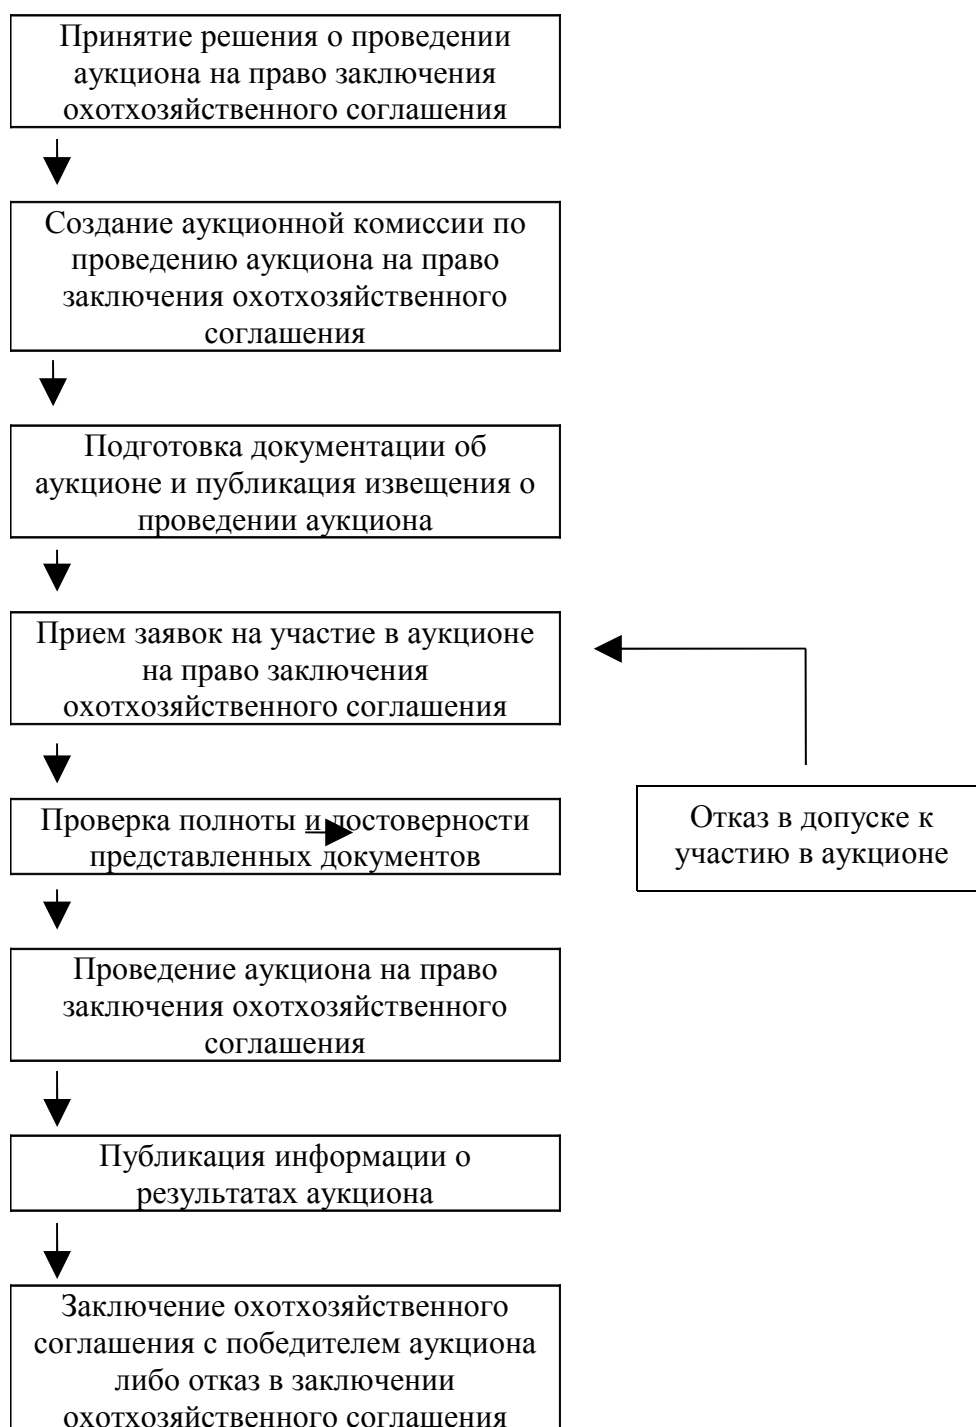 Принятие решения о проведении
аукциона на право заключения
охотхозяйственного соглашения
Создание аукционной комиссии по
проведению аукциона на право
заключения охотхозяйственного
соглашения
Подготовка документации об
аукционе и публикация извещения о
проведении аукциона
Прием заявок на участие в аукционе
на право заключения
охотхозяйственного соглашения
Проверка полноты и достоверности
представленных документов
Отказ в допуске к
участию в аукционе
Проведение аукциона на право
заключения охотхозяйственного
соглашения
Публикация информации о
результатах аукциона
Заключение охотхозяйственного
соглашения с победителем аукциона
либо отказ в заключении
охотхозяйственного соглашения